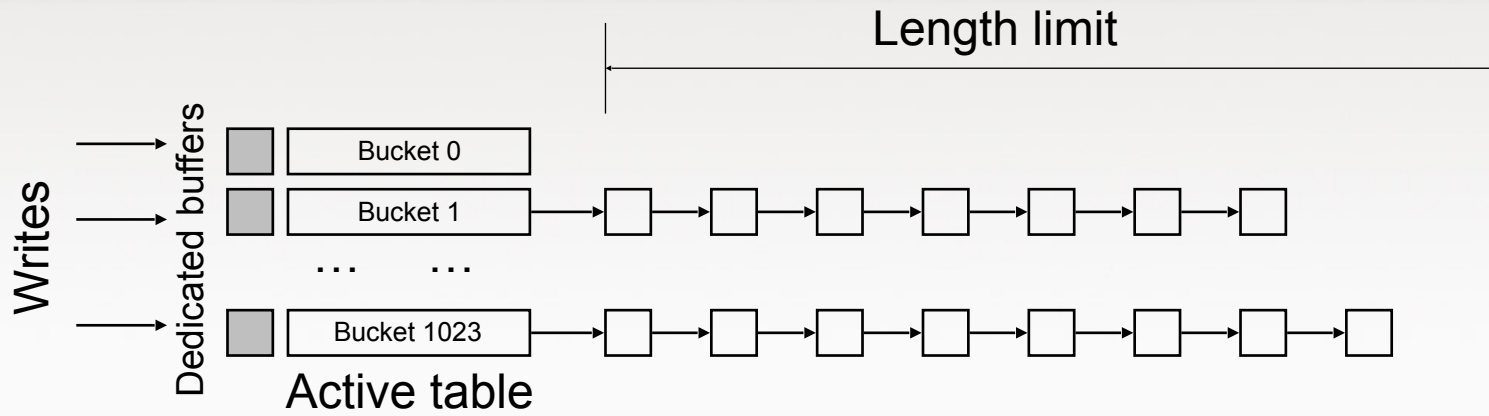 Length limit
Writes
Dedicated buffers
Bucket 0
Bucket 1
... ...
Bucket 1023
Active table